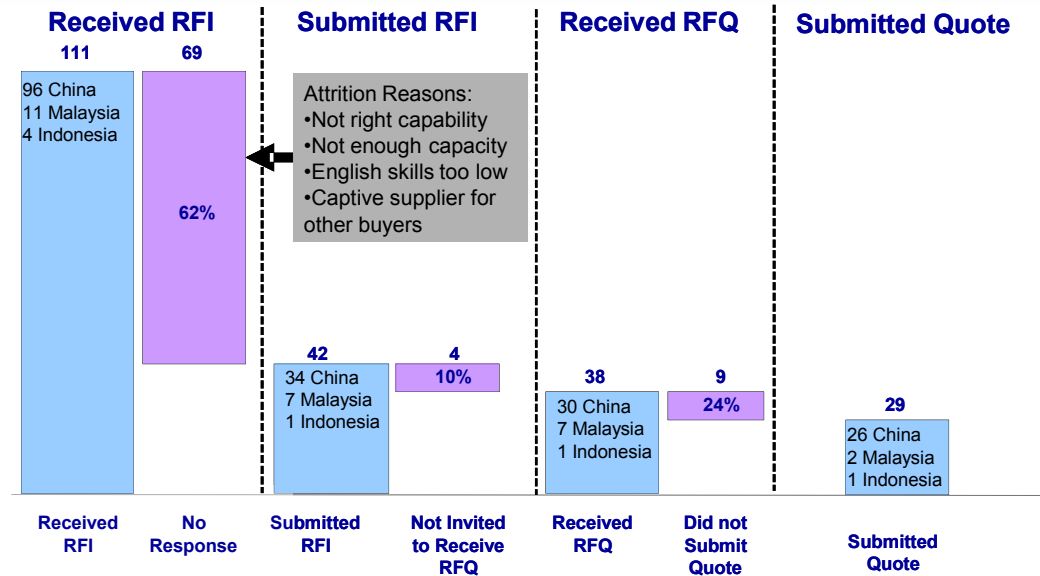 Received RFI
Submitted RFI
Received RFQ
Submitted Quote
111
69
96 China
11 Malaysia
4 Indonesia
62%
Attrition Reasons:
•Not right capability
•Not enough capacity
•English skills too low
•Captive supplier for
other buyers
42
4
34 China
7 Malaysia
1 Indonesia
10%
38
9
30 China
7 Malaysia
1 Indonesia
24%
29
26 China
2 Malaysia
1 Indonesia
Received
RFI
No
Response
Submitted
RFI
Not Invited
to Receive
RFQ
Received
RFQ
Did not
Submit
Quote
Submitted
Quote